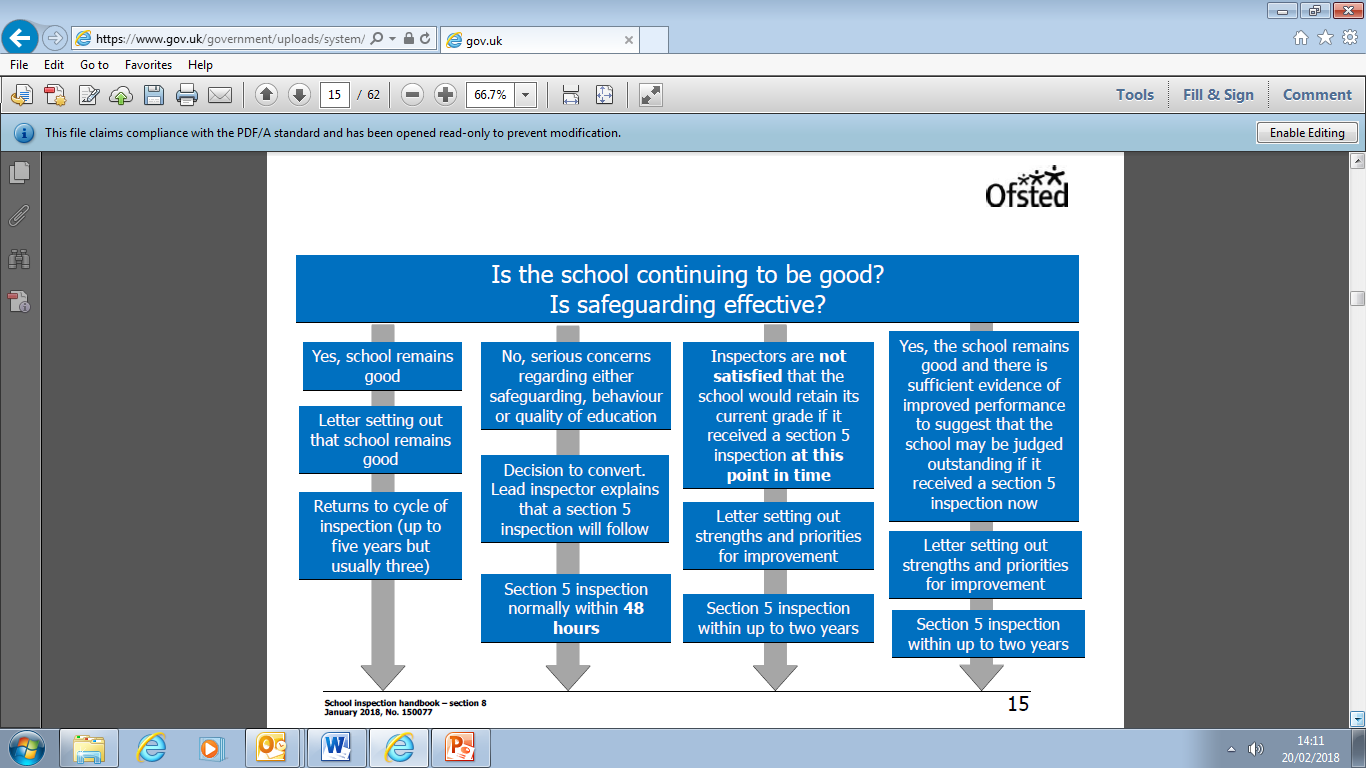 https://www.gov.uk/government/uploads/system/
gov.uk
File Edit Go to Favorites Help
15 / 62
66.7%
Tools Fill & Sign Comment
This file claims compliance with the PDF/A standard and has been opened read-only to prevent modification.
Enable Editing
Ofsted
Is the school continuing to be good?
Is safeguarding effective?
Yes, school remains
good
Letter setting out
that school remains
good
Returns to cycle of
inspection (up to
five years but
usually three)
No, serious concerns
regarding either
safeguarding, behaviour
or quality of education
Decision to convert.
Lead inspector explains
that a section 5
inspection will follow
Section 5 inspection
normally within 48
hours
Inspectors are not
satisfied that the
school would retain its
current grade if it
received a section 5
inspection at this
point in time
Letter setting out
strengths and priorities
for improvement
Section 5 inspection
within up to two years
Yes, the school remains
good and there is
sufficient evidence of
improved performance
to suggest that the
school may be judged
outstanding if it
received a section 5
inspection now
Letter setting out
strengths and priorities
for improvement
Section 5 inspection
within up to two years
School inspection handbook – section 8
January 2018, No. 150077
15
14:11
20/02/2018